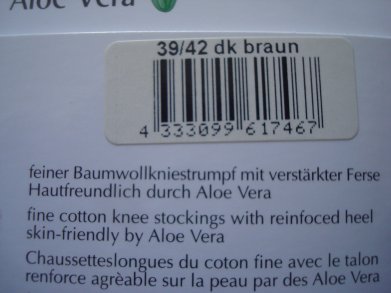 Aloe Vera
39/42 dk braun
4 333099 617467
feiner Baumwollkniestrumpf mit verstärkter Ferse
Hautfreundlich durch Aloe Vera
fine cotton knee stockings with reinfoced heel
skin-friendly by Aloe Vera
Chaussetteslongues du coton fine avec le talon
renforce agrèable sur la peau par des Aloe Vera